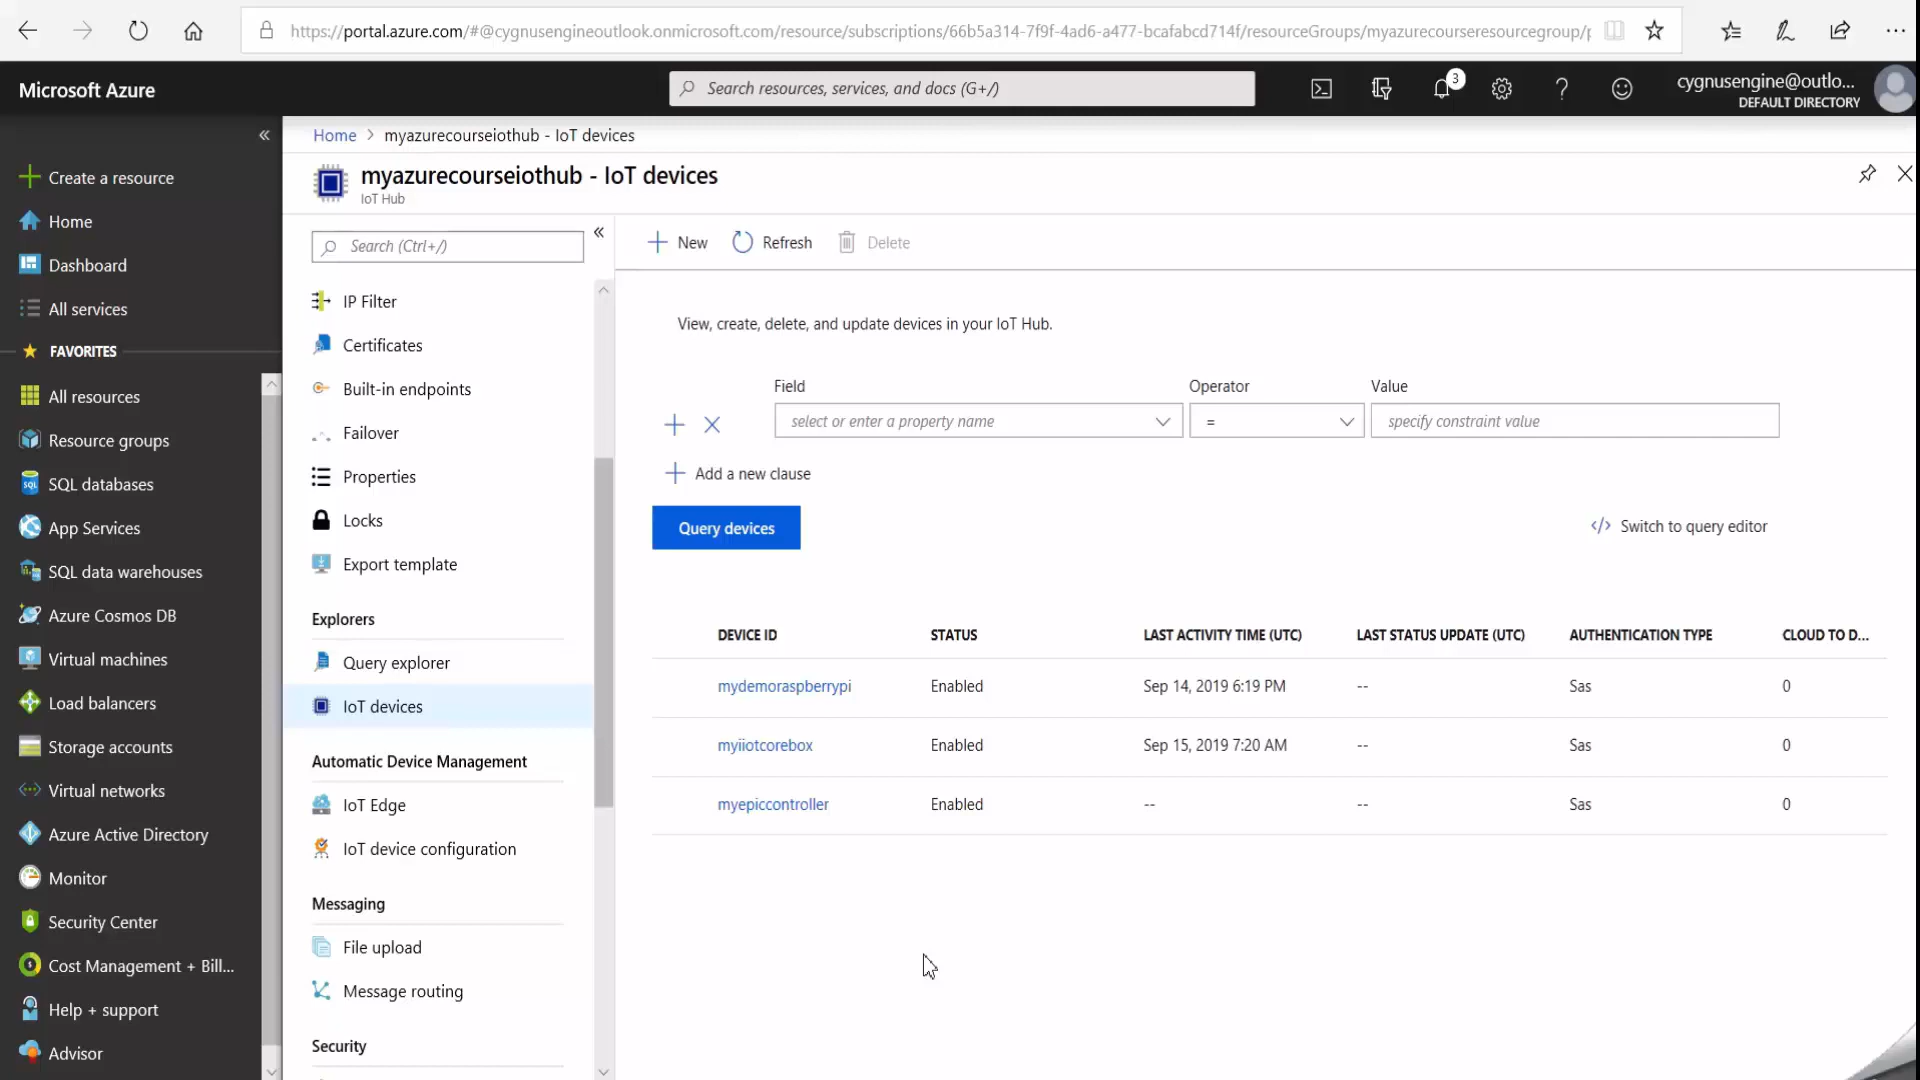 https://portal.azure.com/#@cygnusengineoutlook.onmicrosoft.com/resource/subscriptions/66b5a314-7f9f-4ad6-a477-bcafabcd714f/resourceGroups/myazurecourseresourcegroup/p
Microsoft Azure
Search resources, services, and docs (G+/)
3
cygnusengine@outlo...
DEFAULT DIRECTORY
Create a resource
Home
Dashboard
All services
FAVORITES
All resources
Resource groups
SQL databases
App Services
SQL data warehouses
Azure Cosmos DB
Virtual machines
Load balancers
Storage accounts
Virtual networks
Azure Active Directory
Monitor
Security Center
Cost Management + Bill...
Help + support
Advisor
Home > myazurecourseiothub - IoT devices
myazurecourseiothub - IoT devices
IoT Hub
Search (Ctrl+/)
IP Filter
Certificates
Built-in endpoints
Failover
Properties
Locks
Export template
Explorers
Query explorer
IoT devices
Automatic Device Management
IoT Edge
IoT device configuration
Messaging
File upload
Message routing
Security
New Refresh Delete
View, create, delete, and update devices in your IoT Hub.
Field Operator Value
select or enter a property name = specify constraint value
Add a new clause
Query devices
</> Switch to query editor
DEVICE ID STATUS LAST ACTIVITY TIME (UTC) LAST STATUS UPDATE (UTC) AUTHENTICATION TYPE CLOUD TO D...
mydemoraspberrypi Enabled Sep 14, 2019 6:19 PM -- Sas 0
myiiotcorebox Enabled Sep 15, 2019 7:20 AM -- Sas 0
myepiccontroller Enabled -- -- Sas 0